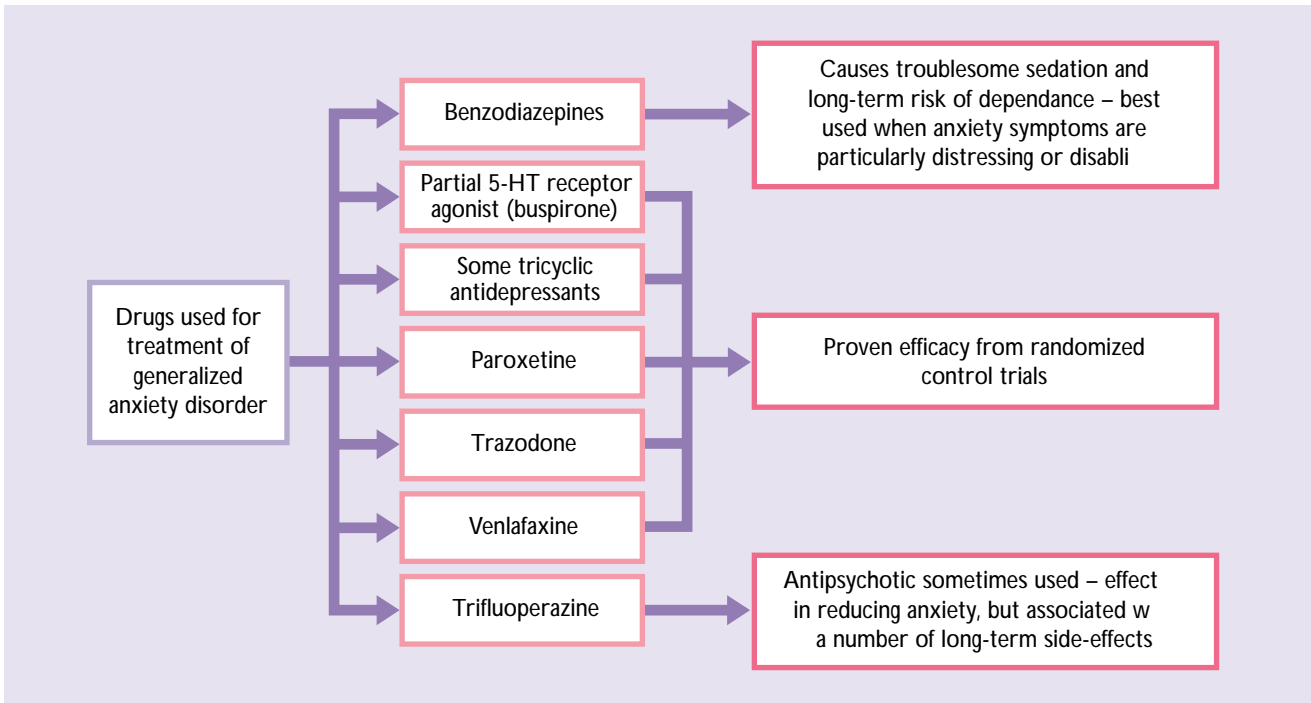 Drugs used for
treatment of
generalized
anxiety disorder
Benzodiazepines
Partial 5-HT receptor
agonist (buspirone)
Some tricyclic
antidepressants
Paroxetine
Trazodone
Venlafaxine
Trifluoperazine
Causes troublesome sedation and
long-term risk of dependance – best
used when anxiety symptoms are
particularly distressing or disabli
Proven efficacy from randomized
control trials
Antipsychotic sometimes used – effect
in reducing anxiety, but associated w
a number of long-term side-effects